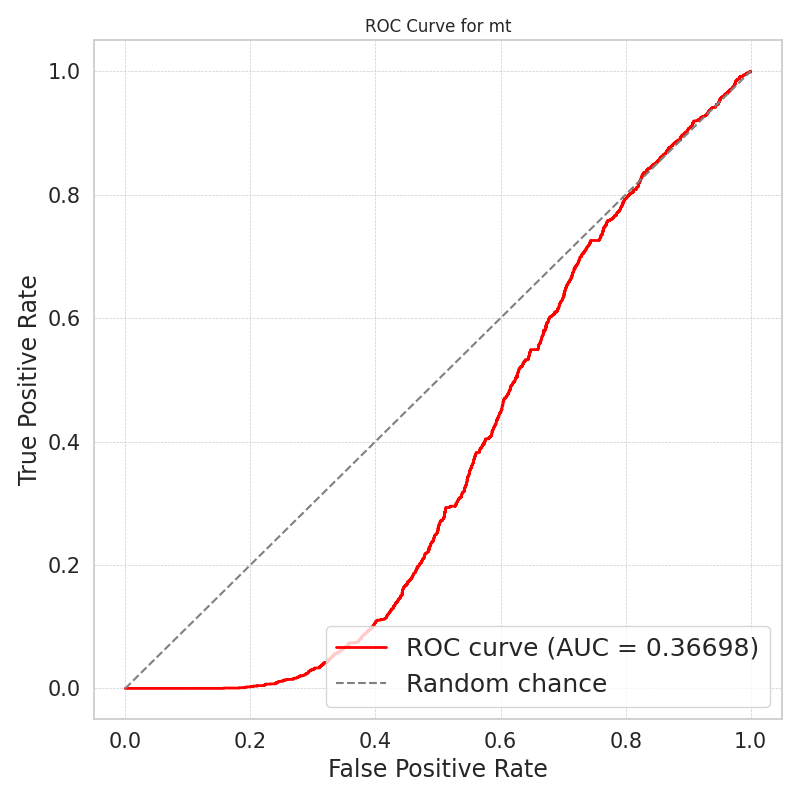 ROC Curve for mt
1.0
0.8
0.6
0.4
0.2
0.0
True Positive Rate
ROC curve (AUC = 0.36698)
Random chance
0.0 0.2 0.4 0.6 0.8 1.0
False Positive Rate